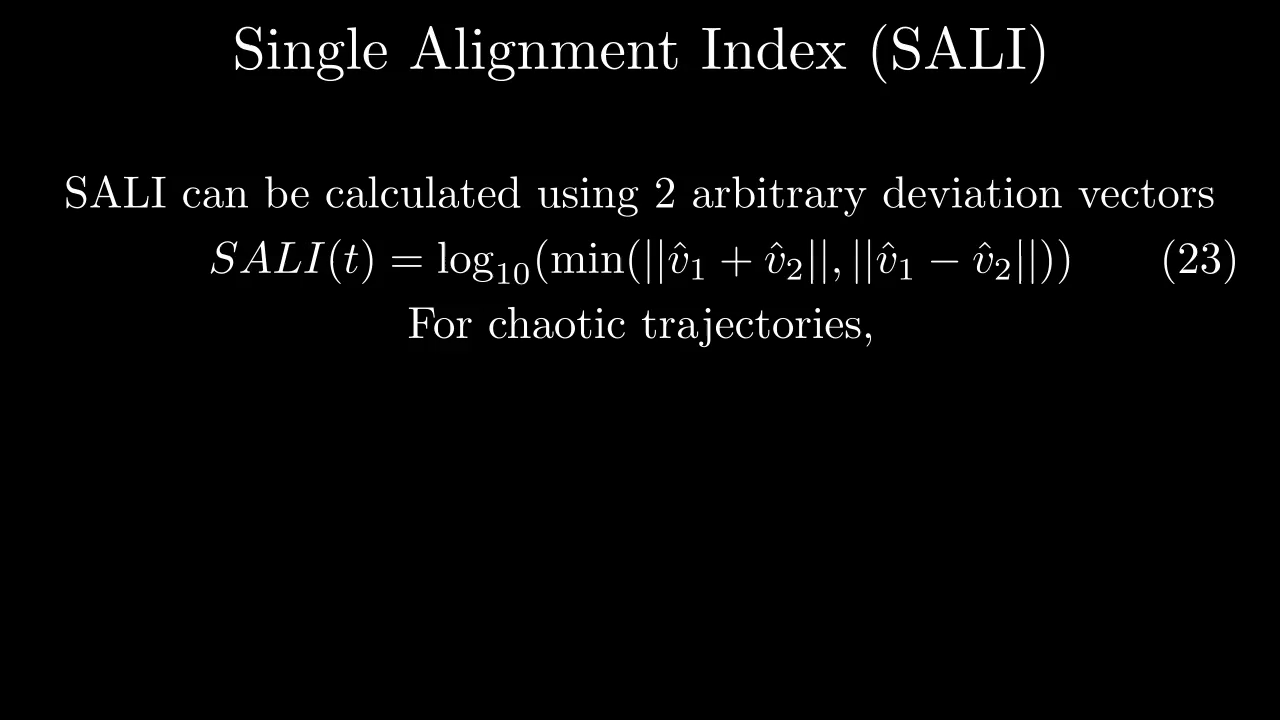 Single Alignment Index (SALI)
SALI can be calculated using 2 arbitrary deviation vectors
SALI(t) = log₁₀(min(||v̂₁ + v̂₂||, ||v̂₁ − v̂₂||)) (23)
For chaotic trajectories,